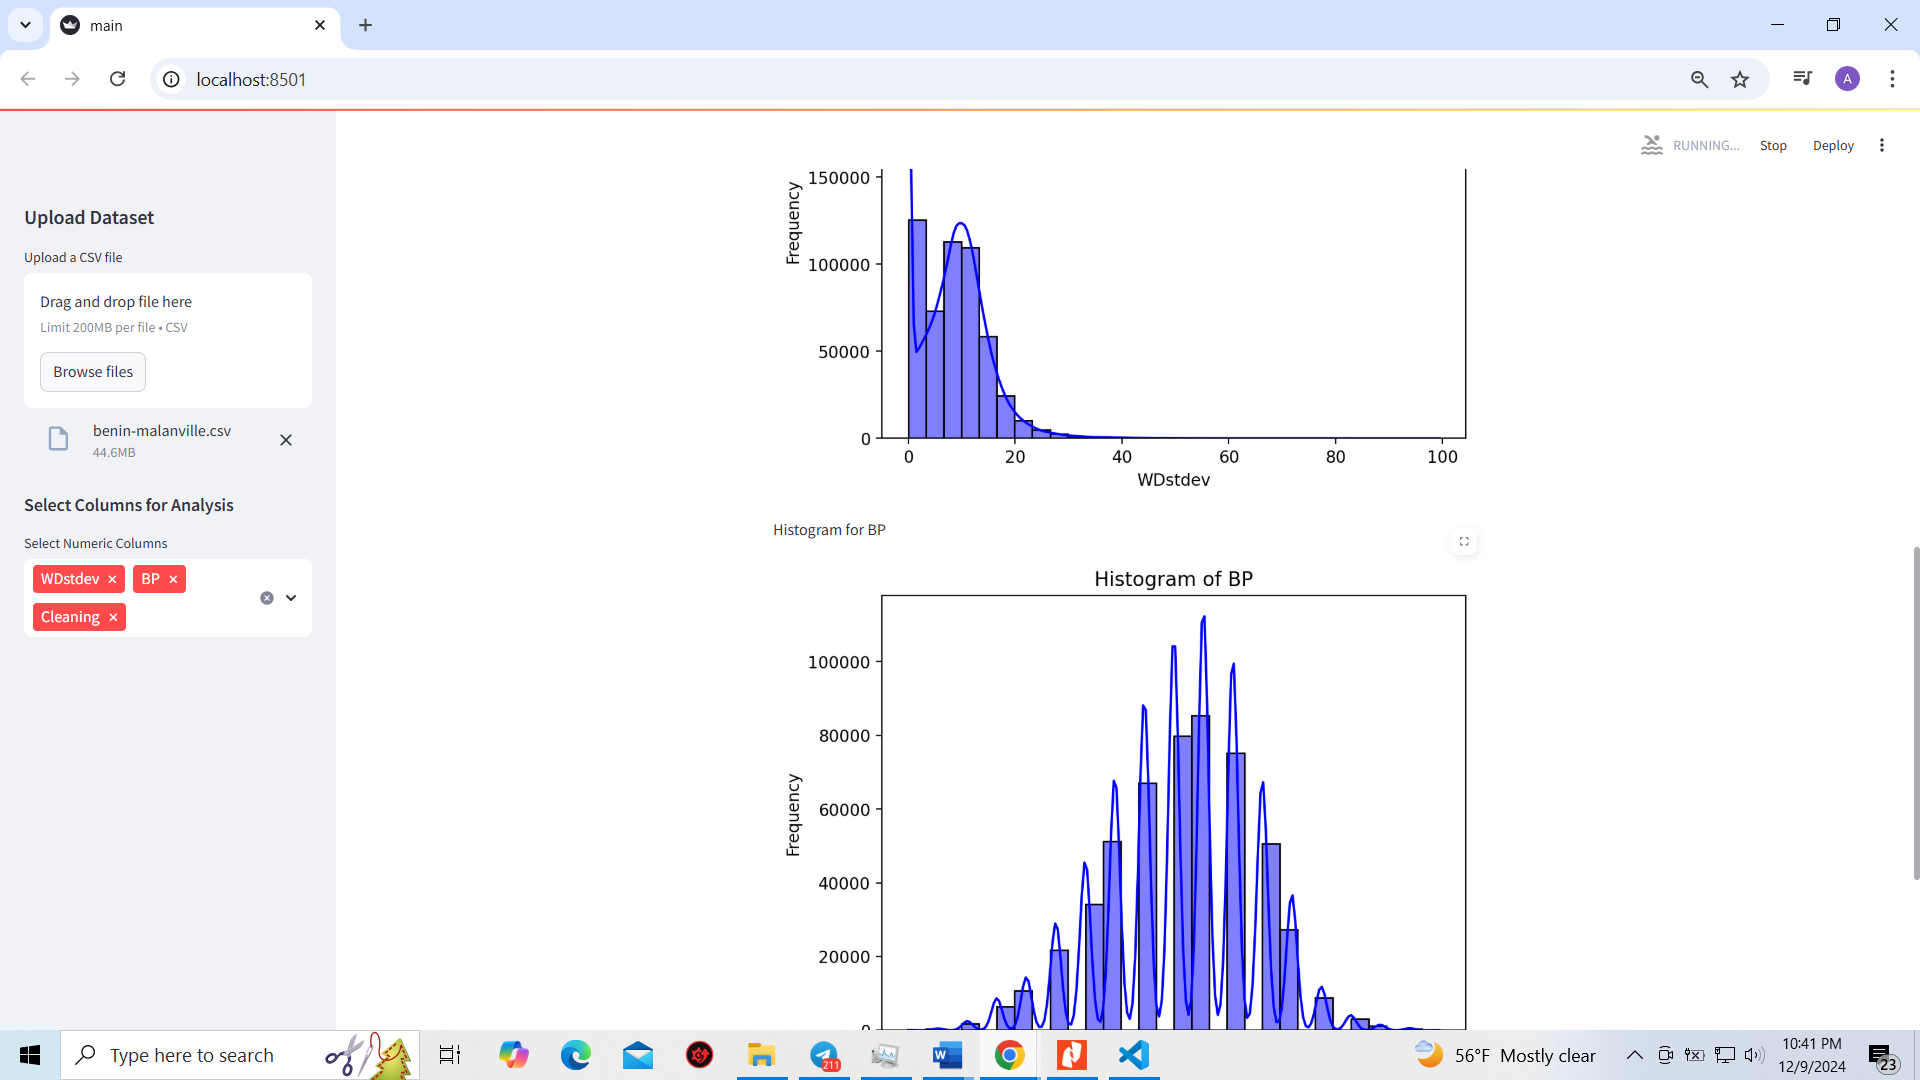 main
localhost:8501
A
RUNNING...
Stop
Deploy
Upload Dataset
Upload a CSV file
Drag and drop file here
Limit 200MB per file • CSV
Browse files
benin-malanville.csv
44.6MB
Select Columns for Analysis
Select Numeric Columns
WDstdev
BP
Cleaning
Frequency
150000
100000
50000
0
0 20 40 60 80 100
WDstdev
Histogram for BP
Histogram of BP
Frequency
100000
80000
60000
40000
20000
Type here to search
211
56°F Mostly clear
10:41 PM
12/9/2024
23